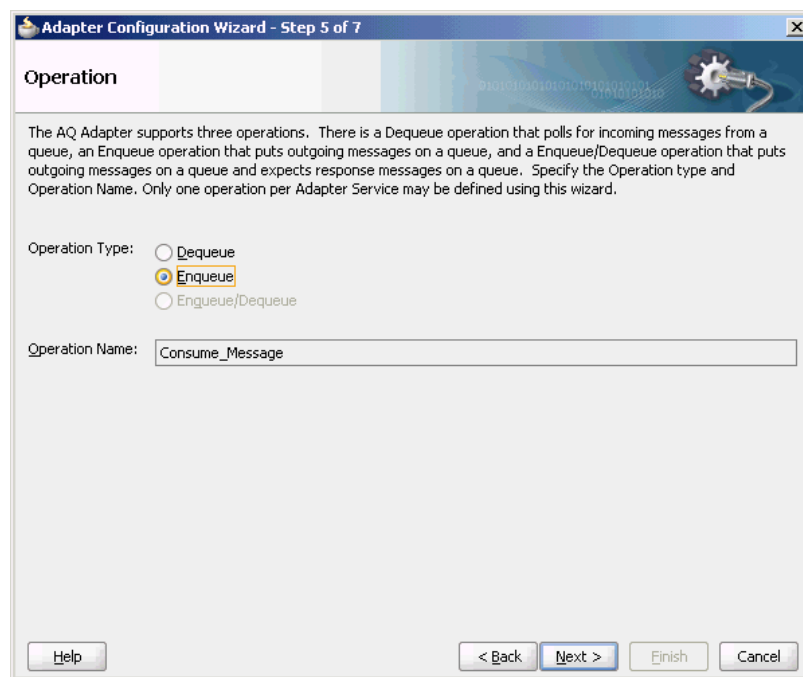 Adapter Configuration Wizard - Step 5 of 7
Operation
The AQ Adapter supports three operations. There is a Dequeue operation that polls for incoming messages from a
queue, an Enqueue operation that puts outgoing messages on a queue, and a Enqueue/Dequeue operation that puts
outgoing messages on a queue and expects response messages on a queue. Specify the Operation type and
Operation Name. Only one operation per Adapter Service may be defined using this wizard.
Operation Type:
Dequeue
Enqueue
Enqueue/Dequeue
Operation Name:
Consume_Message
Help
< Back
Next >
Finish
Cancel